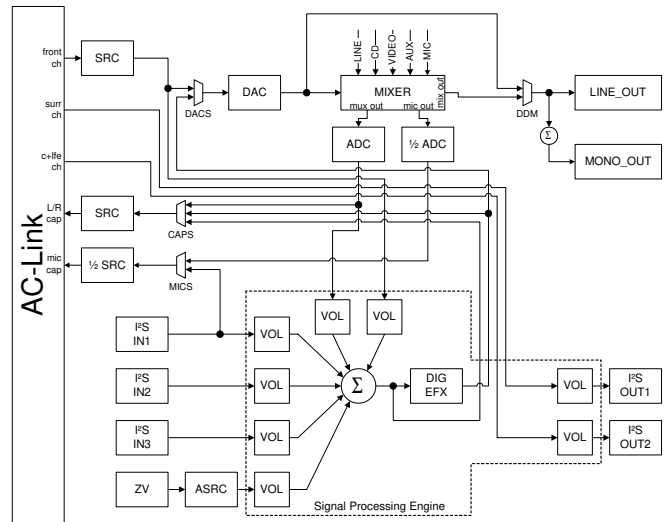 AC-Link
front
ch
SRC
surr
ch
c+lfe
ch
L/R
cap
SRC
mic
cap
½ SRC
DACS
DAC
LINE
CD
VIDEO
AUX
MIC
MIXER
mux out
mic out
mix out
DDM
LINE_OUT
Σ
MONO_OUT
ADC
½ ADC
CAPS
MICS
I²S
IN1
VOL
VOL
VOL
I²S
IN2
VOL
Σ
DIG
EFX
VOL
I²S
OUT1
I²S
IN3
VOL
VOL
I²S
OUT2
ZV
ASRC
VOL
Signal Processing Engine